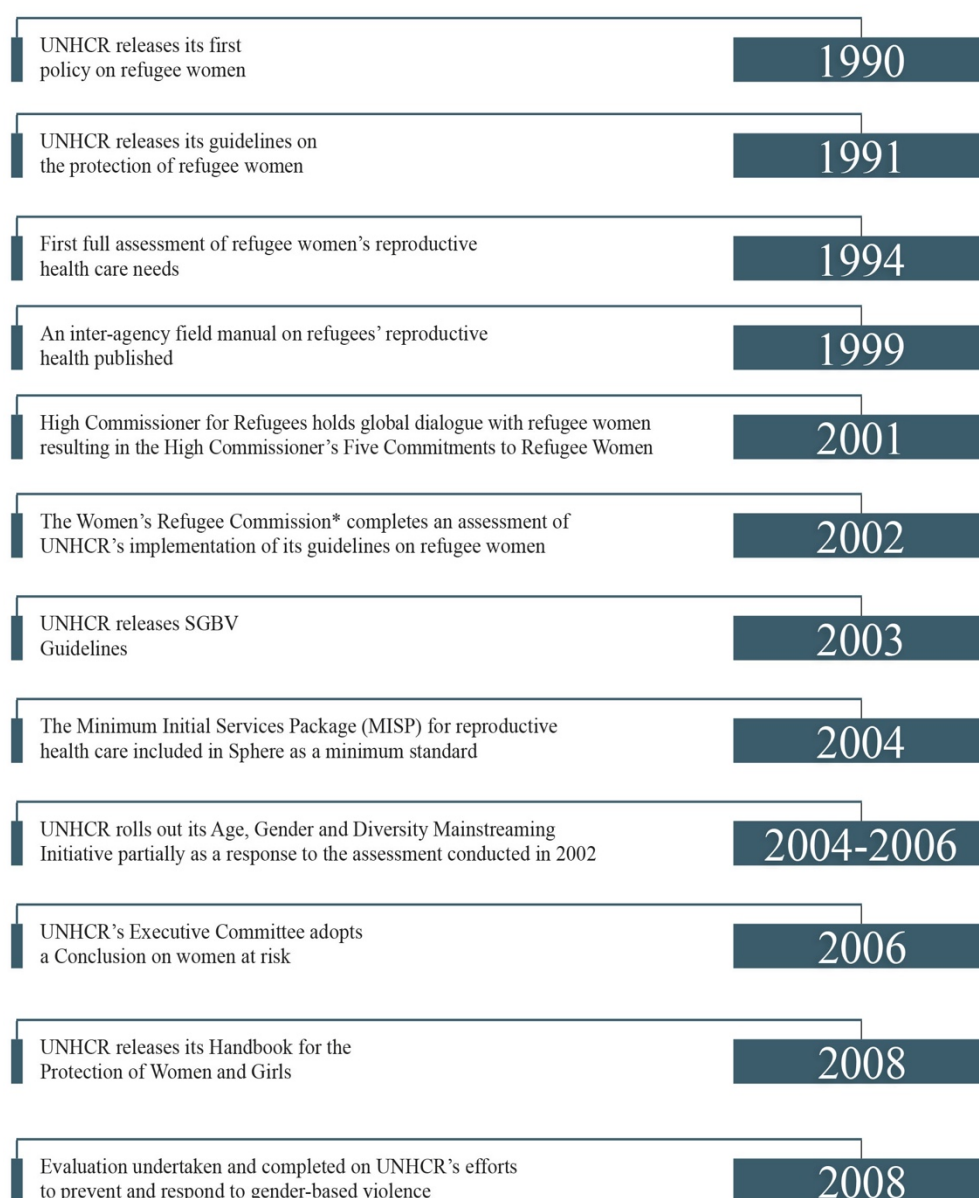 UNHCR releases its first
policy on refugee women
1990
UNHCR releases its guidelines on
the protection of refugee women
1991
First full assessment of refugee women’s reproductive
health care needs
1994
An inter-agency field manual on refugees’ reproductive
health published
1999
High Commissioner for Refugees holds global dialogue with refugee women
resulting in the High Commissioner’s Five Commitments to Refugee Women
2001
The Women’s Refugee Commission* completes an assessment of
UNHCR’s implementation of its guidelines on refugee women
2002
UNHCR releases SGBV
Guidelines
2003
The Minimum Initial Services Package (MISP) for reproductive
health care included in Sphere as a minimum standard
2004
UNHCR rolls out its Age, Gender and Diversity Mainstreaming
Initiative partially as a response to the assessment conducted in 2002
2004-2006
UNHCR’s Executive Committee adopts
a Conclusion on women at risk
2006
UNHCR releases its Handbook for the
Protection of Women and Girls
2008
Evaluation undertaken and completed on UNHCR’s efforts
to prevent and respond to gender-based violence
2008